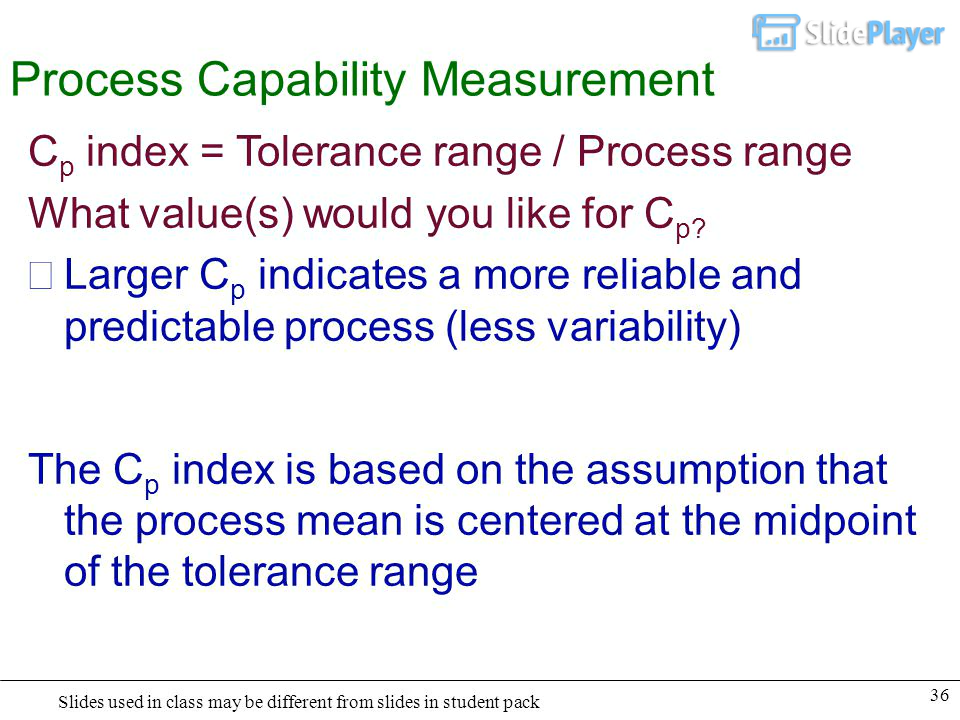 SlidePlayer
Process Capability Measurement
Cp index = Tolerance range / Process range
What value(s) would you like for Cp?
Larger Cp indicates a more reliable and
predictable process (less variability)
The Cp index is based on the assumption that
the process mean is centered at the midpoint
of the tolerance range
Slides used in class may be different from slides in student pack
36